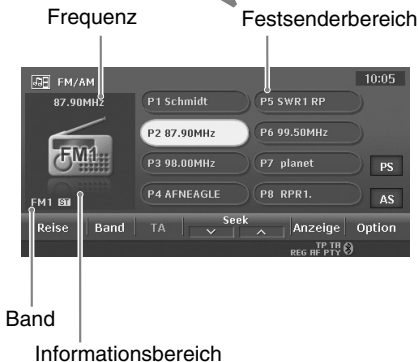 Frequenz
Festsenderbereich
FM/AM
10:05
87.90MHz
P1 Schmidt
P5 SWR1 RP
P2 87.90MHz
P6 99.50MHz
FM1
P3 98.00MHz
P7 planet
PS
P4 AFNEAGLE
P8 RPR1.
AS
FM1 ST
Reise
Band
TA
Seek
Anzeige
Option
TP TA
REG AF PTY
Band
Informationsbereich